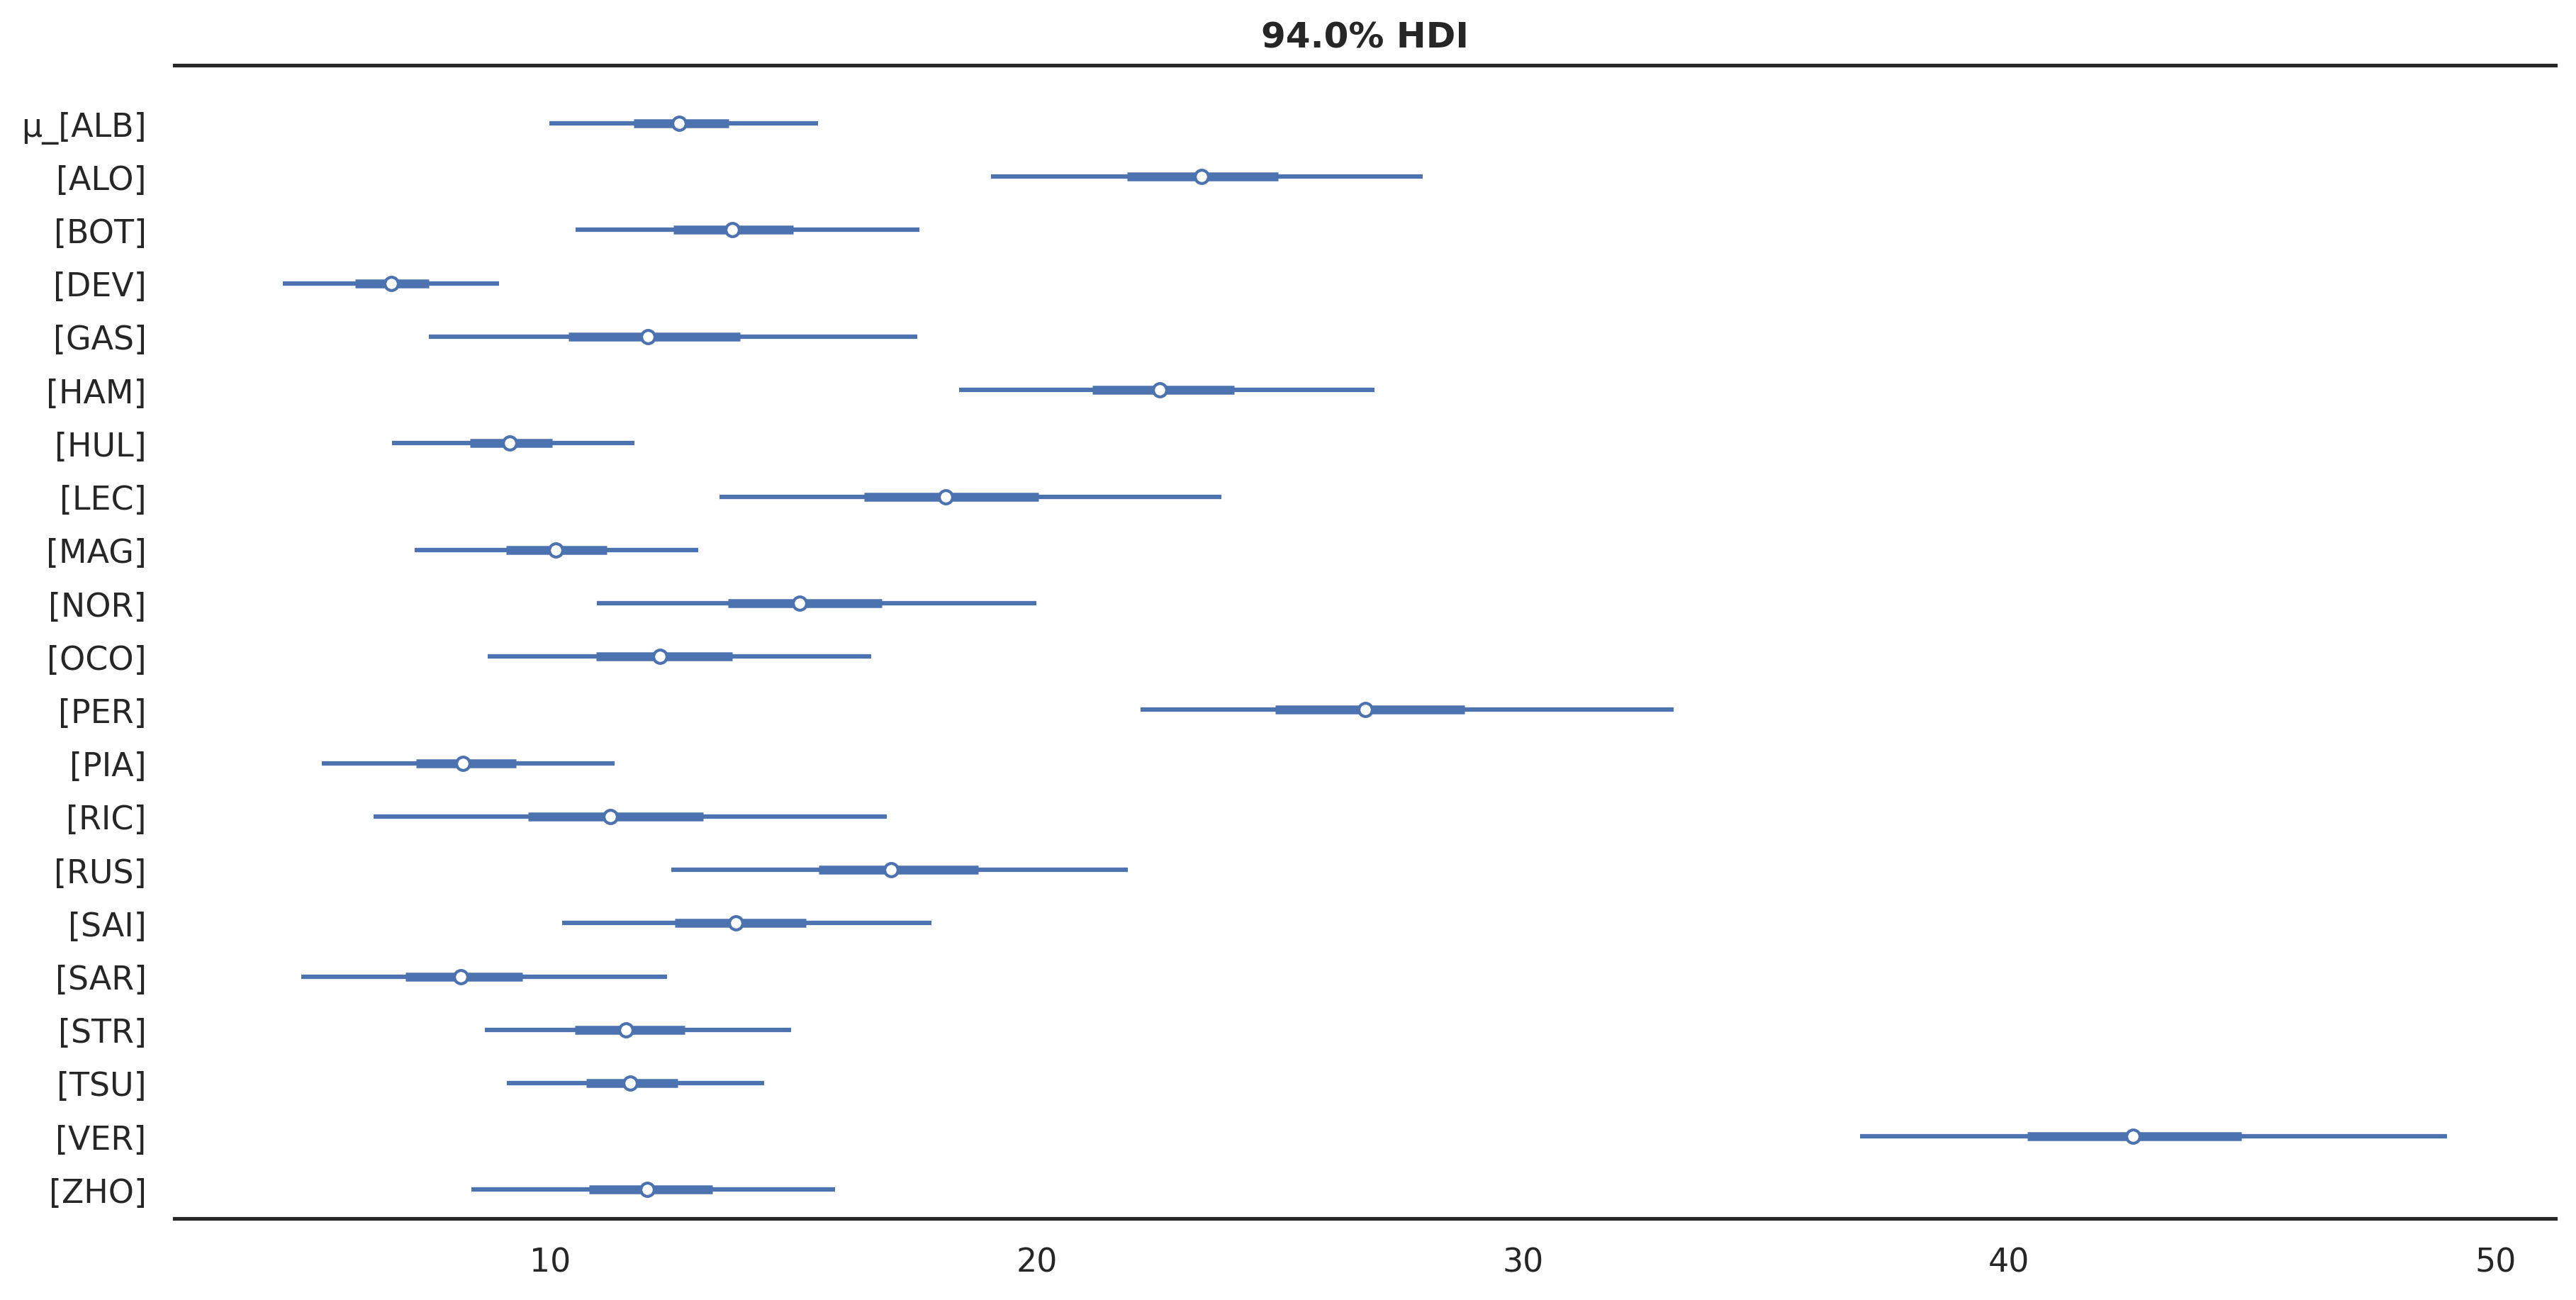 94.0% HDI
μ_[ALB]
[ALO]
[BOT]
[DEV]
[GAS]
[HAM]
[HUL]
[LEC]
[MAG]
[NOR]
[OCO]
[PER]
[PIA]
[RIC]
[RUS]
[SAI]
[SAR]
[STR]
[TSU]
[VER]
[ZHO]
10 20 30 40 50